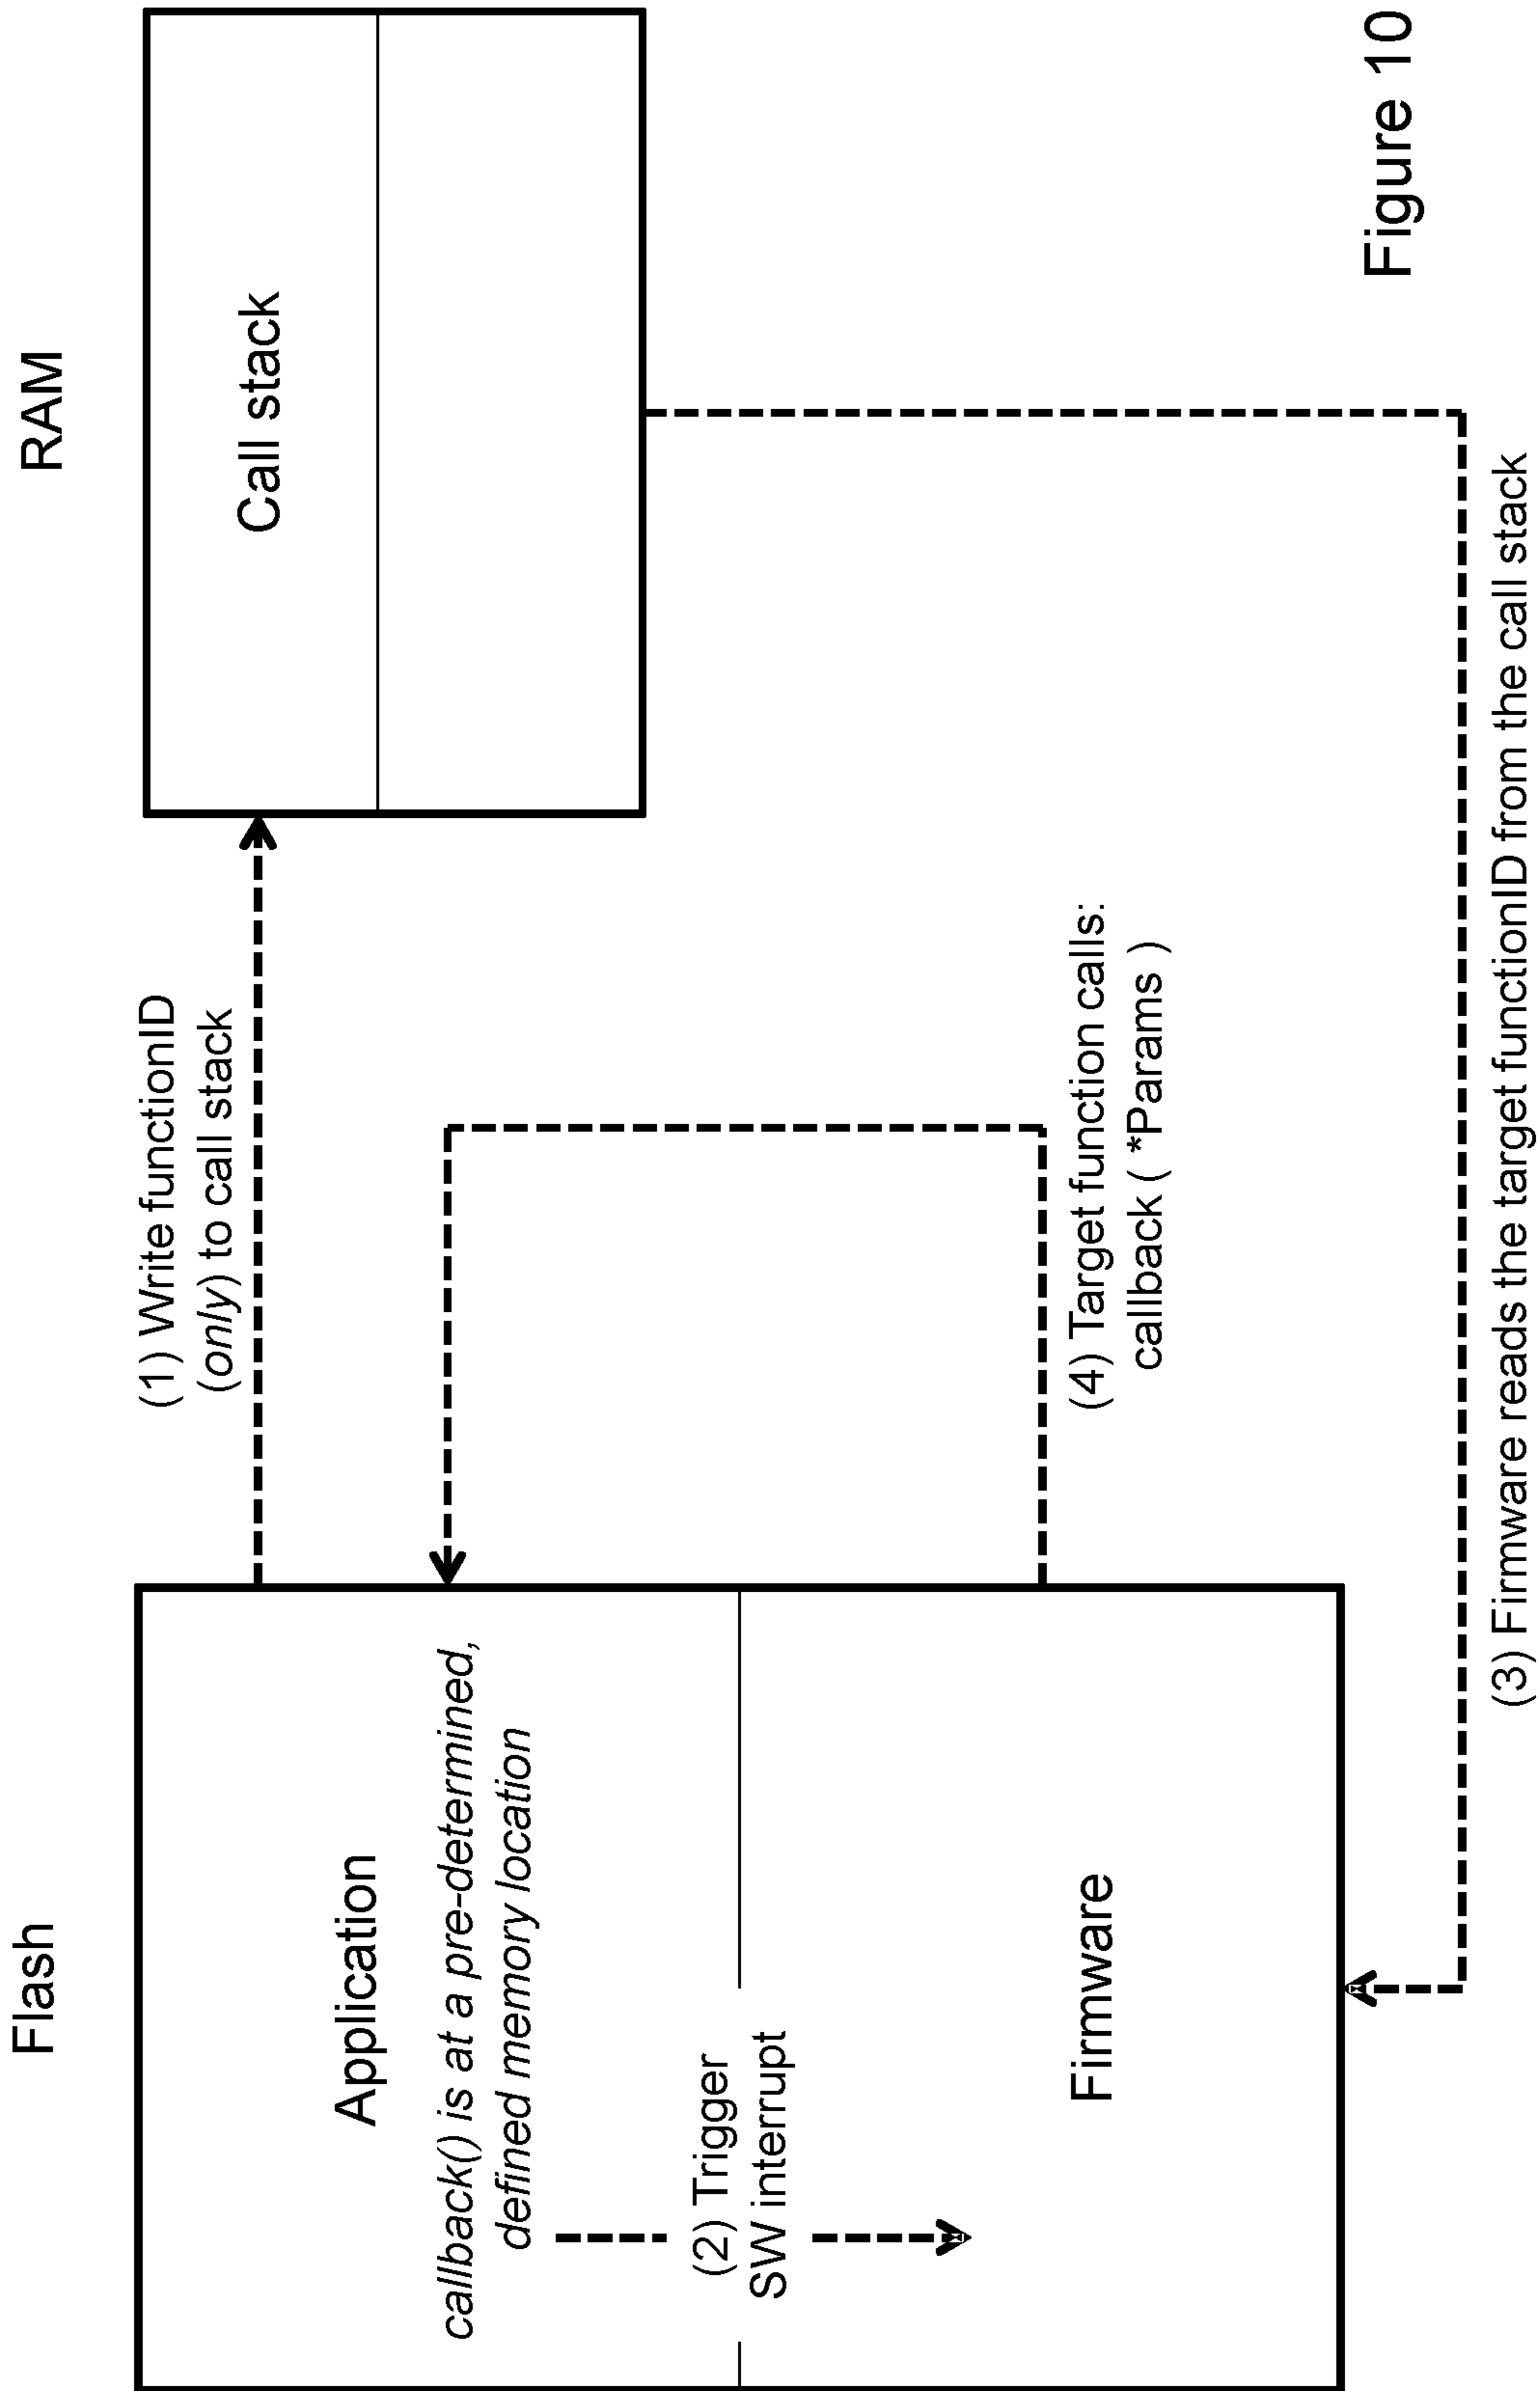 Flash
RAM
Application
callback() is at a pre-determined,
defined memory location
(2) Trigger
SW interrupt
Firmware
(1) Write functionID
(only) to call stack
Call stack
(4) Target function calls:
callback ( *Params )
(3) Firmware reads the target functionID from the call stack
Figure 10